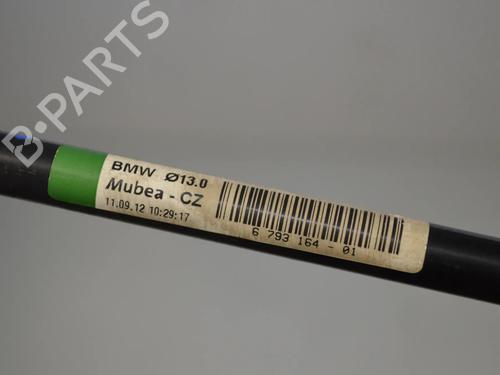 B-PARTS
BMW Ø13.0
Mubea - CZ
11.09.12 10:29:17
6 793 164 - 01